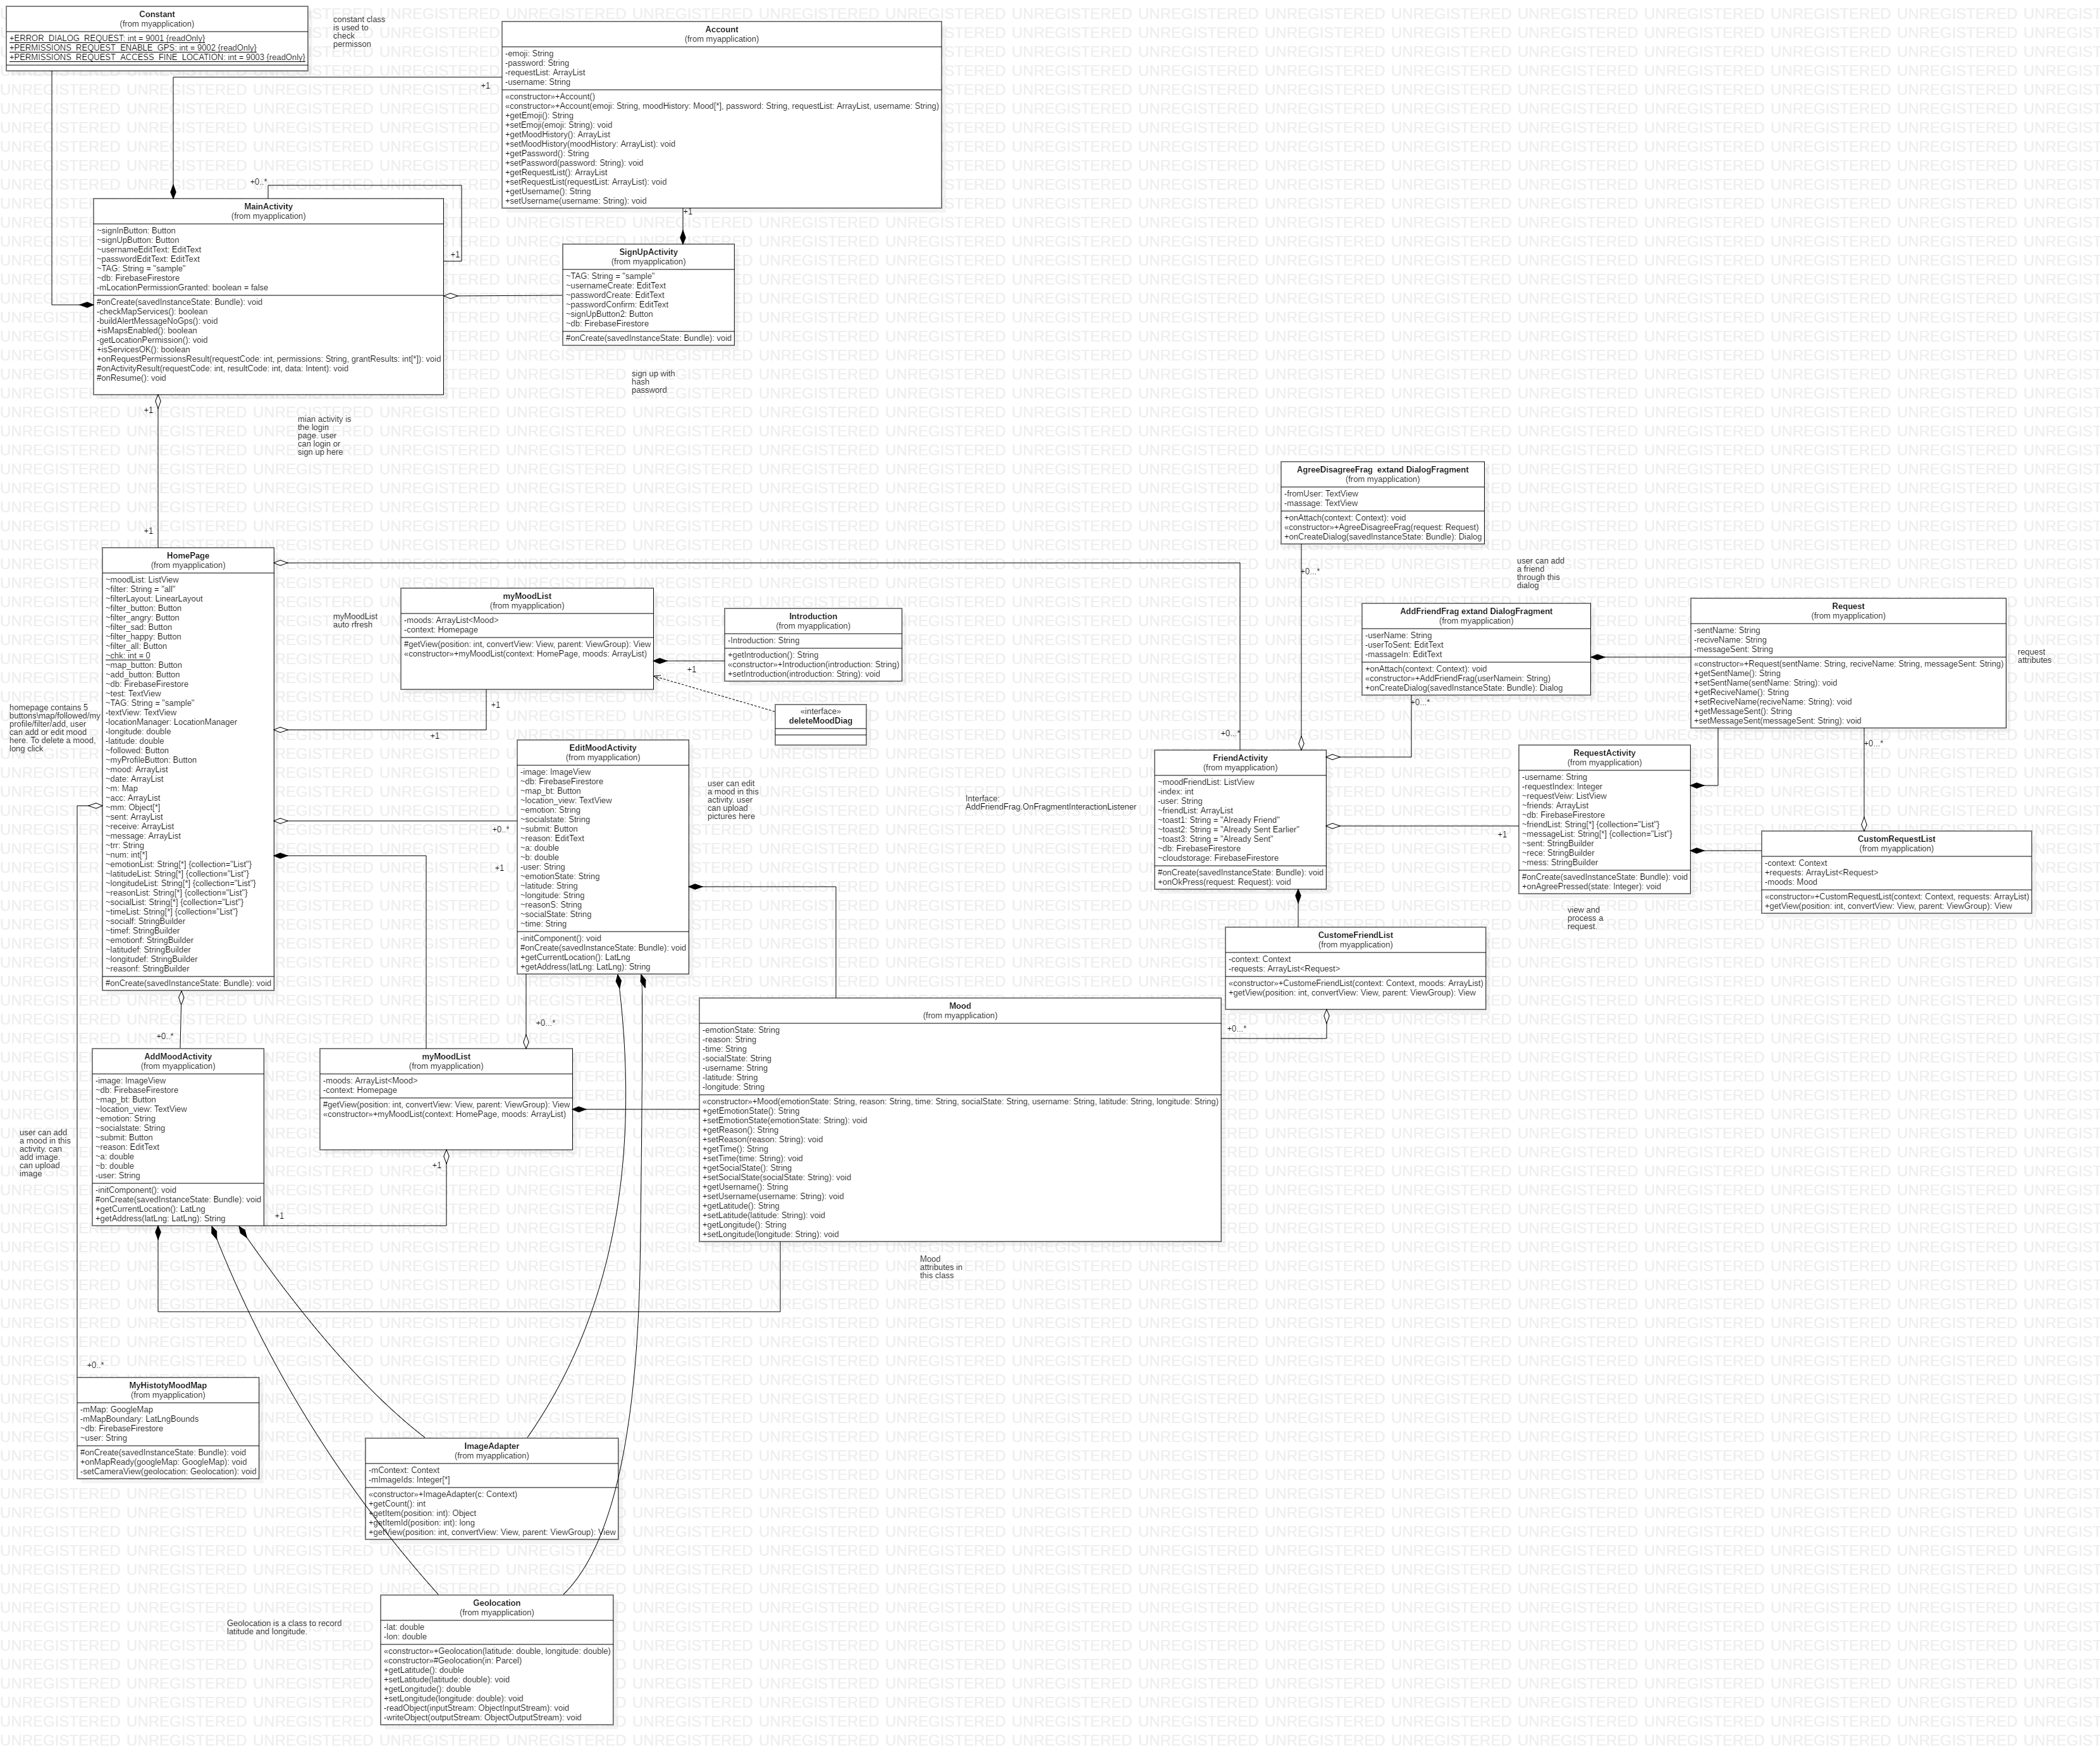 Constant
(from myapplication)
+ERROR_DIALOG_REQUEST: int = 9001 {readOnly}
+PERMISSIONS_REQUEST_ENABLE_GPS: int = 9002 {readOnly}
+PERMISSIONS_REQUEST_ACCESS_FINE_LOCATION: int = 9003 {readOnly}
constant class
is used to
check
permisson
Account
(from myapplication)
-emoji: String
-password: String
-requestList: ArrayList
-username: String
«constructor»+Account()
«constructor»+Account(emoji: String, moodHistory: Mood[*], password: String, requestList: ArrayList, username: String)
+getEmoji(): String
+setEmoji(emoji: String): void
+getMoodHistory(): ArrayList
+setMoodHistory(moodHistory: ArrayList): void
+getPassword(): String
+setPassword(password: String): void
+getRequestList(): ArrayList
+setRequestList(requestList: ArrayList): void
+getUsername(): String
+setUsername(username: String): void
+1
+0..*
+1
+1
MainActivity
(from myapplication)
~signInButton: Button
~signUpButton: Button
~usernameEditText: EditText
~passwordEditText: EditText
~TAG: String = "sample"
~db: FirebaseFirestore
-mLocationPermissionGranted: boolean = false
#onCreate(savedInstanceState: Bundle): void
-checkMapServices(): boolean
-buildAlertMessageNoGps(): void
+isMapsEnabled(): boolean
-getLocationPermission(): void
+isServicesOK(): boolean
+onRequestPermissionsResult(requestCode: int, permissions: String, grantResults: int[*]): void
#onActivityResult(requestCode: int, resultCode: int, data: Intent): void
#onResume(): void
SignUpActivity
(from myapplication)
~TAG: String = "sample"
~usernameCreate: EditText
~passwordCreate: EditText
~passwordConfirm: EditText
~signUpButton2: Button
~db: FirebaseFirestore
#onCreate(savedInstanceState: Bundle): void
sign up with
hash
password
+1
mian activity is
the login
page. user
can login or
sign up here
+1
HomePage
(from myapplication)
~moodList: ListView
~filter: String = "all"
~filterLayout: LinearLayout
~filter_button: Button
~filter_angry: Button
~filter_sad: Button
~filter_happy: Button
~filter_all: Button
~chk: int = 0
~map_button: Button
~add_button: Button
~db: FirebaseFirestore
~test: TextView
~TAG: String = "sample"
-textView: TextView
-locationManager: LocationManager
-longitude: double
-latitude: double
~followed: Button
~myProfileButton: Button
~mood: ArrayList
~date: ArrayList
~m: Map
~acc: ArrayList
~mm: Object[*]
~sent: ArrayList
~receive: ArrayList
~message: ArrayList
~trr: String
~num: int[*]
~emotionList: String[*] {collection="List"}
~latitudeList: String[*] {collection="List"}
~longitudeList: String[*] {collection="List"}
~reasonList: String[*] {collection="List"}
~socialList: String[*] {collection="List"}
~timeList: String[*] {collection="List"}
~socialf: StringBuilder
~timef: StringBuilder
~emotionf: StringBuilder
~latitudef: StringBuilder
~longitudef: StringBuilder
~reasonf: StringBuilder
#onCreate(savedInstanceState: Bundle): void
homepage contains 5
buttons\map/followed/my
profile/filter/add, user
can add or edit mood
here. To delete a mood,
long click
myMoodList
auto rfresh
myMoodList
(from myapplication)
-moods: ArrayList<Mood>
-context: Homepage
#getView(position: int, convertView: View, parent: ViewGroup): View
«constructor»+myMoodList(context: HomePage, moods: ArrayList)
+1
+1
+1
Introduction
(from myapplication)
-Introduction: String
+getIntroduction(): String
«constructor»+Introduction(introduction: String)
+setIntroduction(introduction: String): void
«interface»
deleteMoodDiag
EditMoodActivity
(from myapplication)
-image: ImageView
~db: FirebaseFirestore
~map_bt: Button
~location_view: TextView
~emotion: String
~socialstate: String
~submit: Button
~reason: EditText
~a: double
~b: double
-user: String
~emotionState: String
~latitude: String
~longitude: String
~reasonS: String
~socialState: String
~time: String
-initComponent(): void
#onCreate(savedInstanceState: Bundle): void
+getCurrentLocation(): LatLng
+getAddress(latLng: LatLng): String
+0..*
+1
user can edit
a mood in this
activity. user
can upload
pictures here
Interface:
AddFriendFrag.OnFragmentInteractionListener
AgreeDisagreeFrag  extand DialogFragment
(from myapplication)
-fromUser: TextView
-massage: TextView
+onAttach(context: Context): void
«constructor»+AgreeDisagreeFrag(request: Request)
+onCreateDialog(savedInstanceState: Bundle): Dialog
+0...*
user can add
a friend
through this
dialog
AddFriendFrag extand DialogFragment
(from myapplication)
-userName: String
-userToSent: EditText
-massageIn: EditText
+onAttach(context: Context): void
«constructor»+AddFriendFrag(userNamein: String)
+onCreateDialog(savedInstanceState: Bundle): Dialog
+0...*
Request
(from myapplication)
-sentName: String
-reciveName: String
-messageSent: String
«constructor»+Request(sentName: String, reciveName: String, messageSent: String)
+getSentName(): String
+setSentName(sentName: String): void
+getReciveName(): String
+setReciveName(reciveName: String): void
+getMessageSent(): String
+setMessageSent(messageSent: String): void
request
attributes
+0...*
+0...*
FriendActivity
(from myapplication)
~moodFriendList: ListView
-index: int
-user: String
~friendList: ArrayList
~toast1: String = "Already Friend"
~toast2: String = "Already Sent Earlier"
~toast3: String = "Already Sent"
~db: FirebaseFirestore
~cloudstorage: FirebaseFirestore
#onCreate(savedInstanceState: Bundle): void
+onOkPress(request: Request): void
+1
RequestActivity
(from myapplication)
-username: String
-requestIndex: Integer
~requestVeiw: ListView
~friends: ArrayList
~db: FirebaseFirestore
~friendList: String[*] {collection="List"}
~messageList: String[*] {collection="List"}
~sent: StringBuilder
~rece: StringBuilder
~mess: StringBuilder
#onCreate(savedInstanceState: Bundle): void
+onAgreePressed(state: Integer): void
view and
process a
request.
CustomRequestList
(from myapplication)
-context: Context
+requests: ArrayList<Request>
-moods: Mood
«constructor»+CustomRequestList(context: Context, requests: ArrayList)
+getView(position: int, convertView: View, parent: ViewGroup): View
CustomeFriendList
(from myapplication)
-context: Context
-requests: ArrayList<Request>
«constructor»+CustomeFriendList(context: Context, moods: ArrayList)
+getView(position: int, convertView: View, parent: ViewGroup): View
+0...*
Mood
(from myapplication)
-emotionState: String
-reason: String
-time: String
-socialState: String
-username: String
-latitude: String
-longitude: String
«constructor»+Mood(emotionState: String, reason: String, time: String, socialState: String, username: String, latitude: String, longitude: String)
+getEmotionState(): String
+setEmotionState(emotionState: String): void
+getReason(): String
+setReason(reason: String): void
+getTime(): String
+setTime(time: String): void
+getSocialState(): String
+setSocialState(socialState: String): void
+getUsername(): String
+setUsername(username: String): void
+getLatitude(): String
+setLatitude(latitude: String): void
+getLongitude(): String
+setLongitude(longitude: String): void
Mood
attributes in
this class
+0..*
AddMoodActivity
(from myapplication)
-image: ImageView
~db: FirebaseFirestore
~map_bt: Button
~location_view: TextView
~emotion: String
~socialstate: String
~submit: Button
~reason: EditText
~a: double
~b: double
-user: String
-initComponent(): void
#onCreate(savedInstanceState: Bundle): void
+getCurrentLocation(): LatLng
+getAddress(latLng: LatLng): String
user can add
a mood in this
activity. can
add image.
can upload
image
+0...*
myMoodList
(from myapplication)
-moods: ArrayList<Mood>
-context: Homepage
#getView(position: int, convertView: View, parent: ViewGroup): View
«constructor»+myMoodList(context: HomePage, moods: ArrayList)
+1
+1
+0..*
MyHistotyMoodMap
(from myapplication)
-mMap: GoogleMap
-mMapBoundary: LatLngBounds
~db: FirebaseFirestore
~user: String
#onCreate(savedInstanceState: Bundle): void
+onMapReady(googleMap: GoogleMap): void
-setCameraView(geolocation: Geolocation): void
ImageAdapter
(from myapplication)
-mContext: Context
-mImageIds: Integer[*]
«constructor»+ImageAdapter(c: Context)
+getCount(): int
+getItem(position: int): Object
+getItemId(position: int): long
+getView(position: int, convertView: View, parent: ViewGroup): View
Geolocation is a class to record
latitude and longitude.
Geolocation
(from myapplication)
-lat: double
-lon: double
«constructor»+Geolocation(latitude: double, longitude: double)
«constructor»#Geolocation(in: Parcel)
+getLatitude(): double
+setLatitude(latitude: double): void
+getLongitude(): double
+setLongitude(longitude: double): void
-readObject(inputStream: ObjectInputStream): void
-writeObject(outputStream: ObjectOutputStream): void